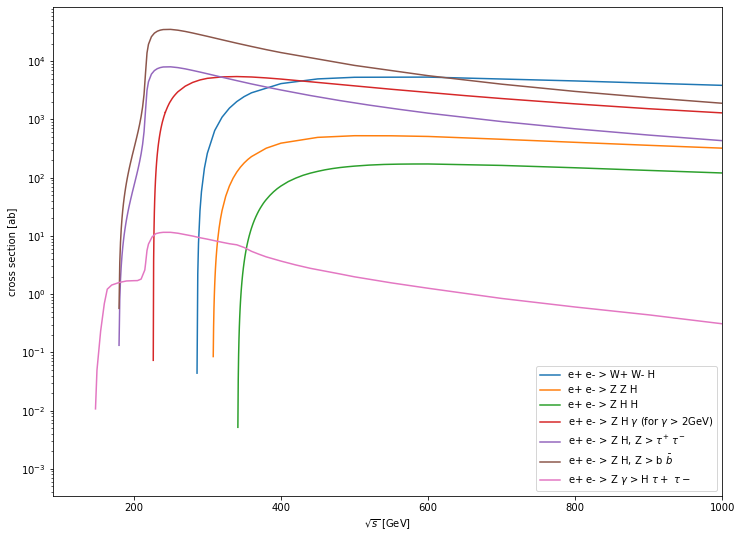 10⁴
10³
10²
10¹
10⁰
10⁻¹
10⁻²
10⁻³
cross section [ab]
e+ e- > W+ W- H
e+ e- > Z Z H
e+ e- > Z H H
e+ e- > Z H γ (for γ > 2GeV)
e+ e- > Z H, Z > τ⁺ τ⁻
e+ e- > Z H, Z > b b̄
e+ e- > Z γ > H τ + τ −
200 400 600 800 1000
√s [GeV]